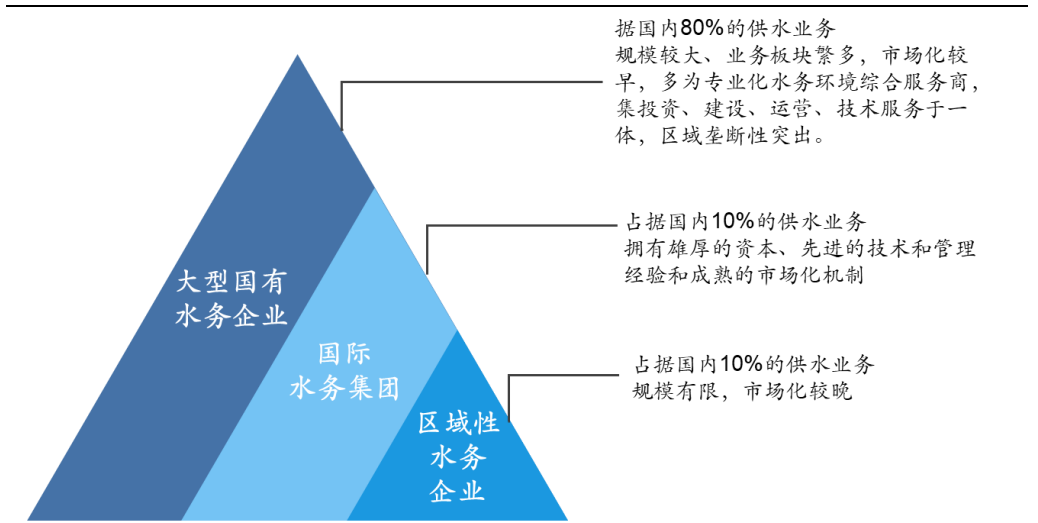 据国内80%的供水业务
规模较大、业务板块繁多，市场化较
早，多为专业化水务环境综合服务商，
集投资、建设、运营、技术服务于一
体，区域垄断性突出。
占据国内10%的供水业务
拥有雄厚的资本、先进的技术和管理
经验和成熟的市场化机制
大型国有
水务企业
国际
水务集团
占据国内10%的供水业务
规模有限，市场化较晚
区域性
水务
企业